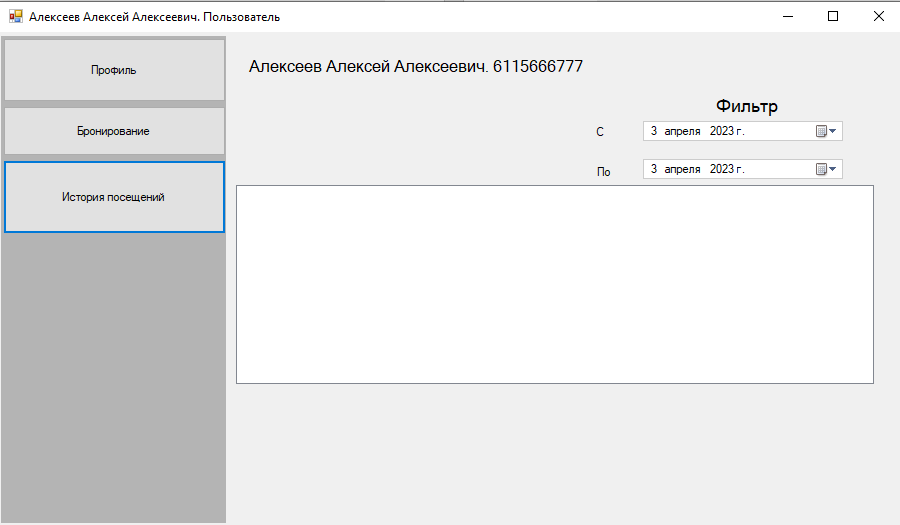 Алексеев Алексей Алексеевич. Пользователь
Профиль
Бронирование
История посещений
Алексеев Алексей Алексеевич. 6115666777
Фильтр
С 3 апреля 2023 г.
По 3 апреля 2023 г.